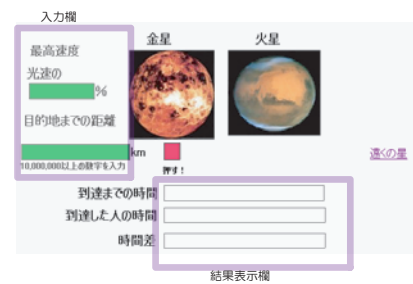 入力欄
最高速度
金星
火星
光速の
%
目的地までの距離
km
10,000,000以上の数字を入力
押す!
遠くの星
到達までの時間
到達した人の時間
時間差
結果表示欄